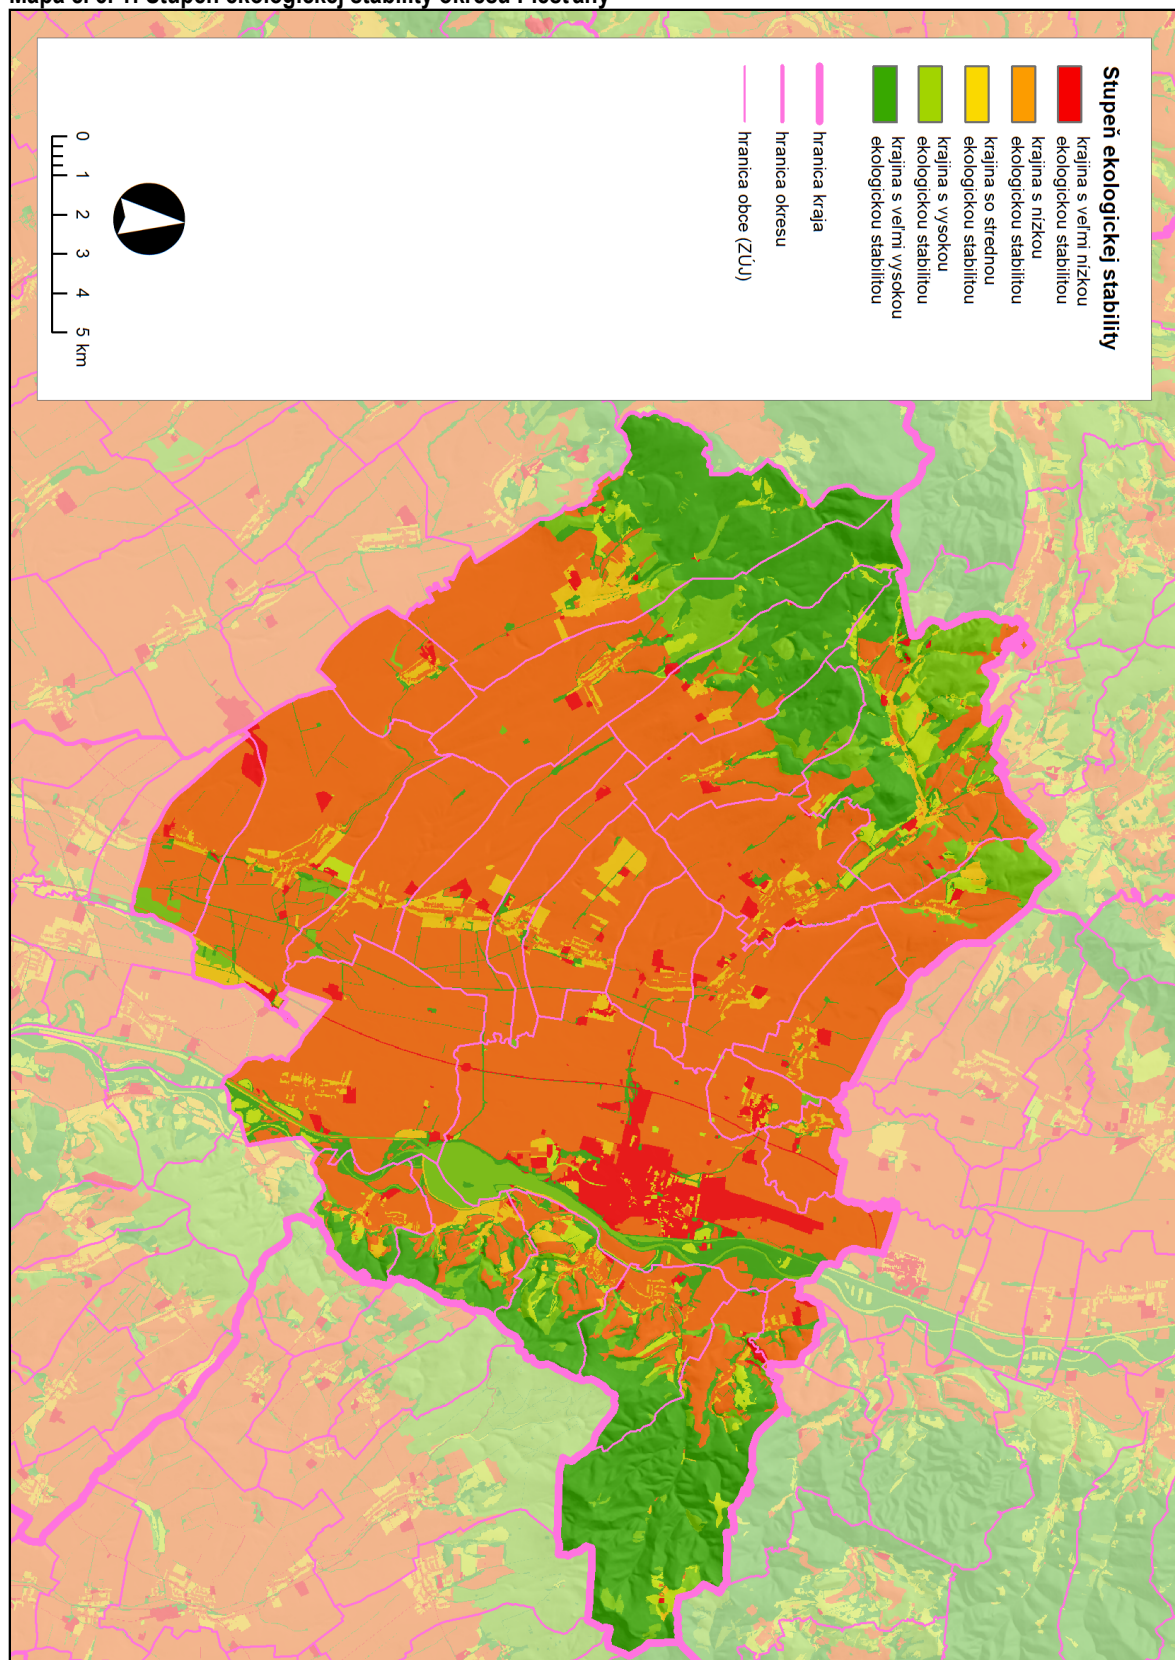 Stupeň ekologickej stability
krajina s veľmi nízkou
ekologickou stabilitou
krajina s nízkou
ekologickou stabilitou
krajina so strednou
ekologickou stabilitou
krajina s vysokou
ekologickou stabilitou
krajina s veľmi vysokou
ekologickou stabilitou
hranica kraja
hranica okresu
hranica obce (ZÚJ)
0 1 2 3 4 5 km